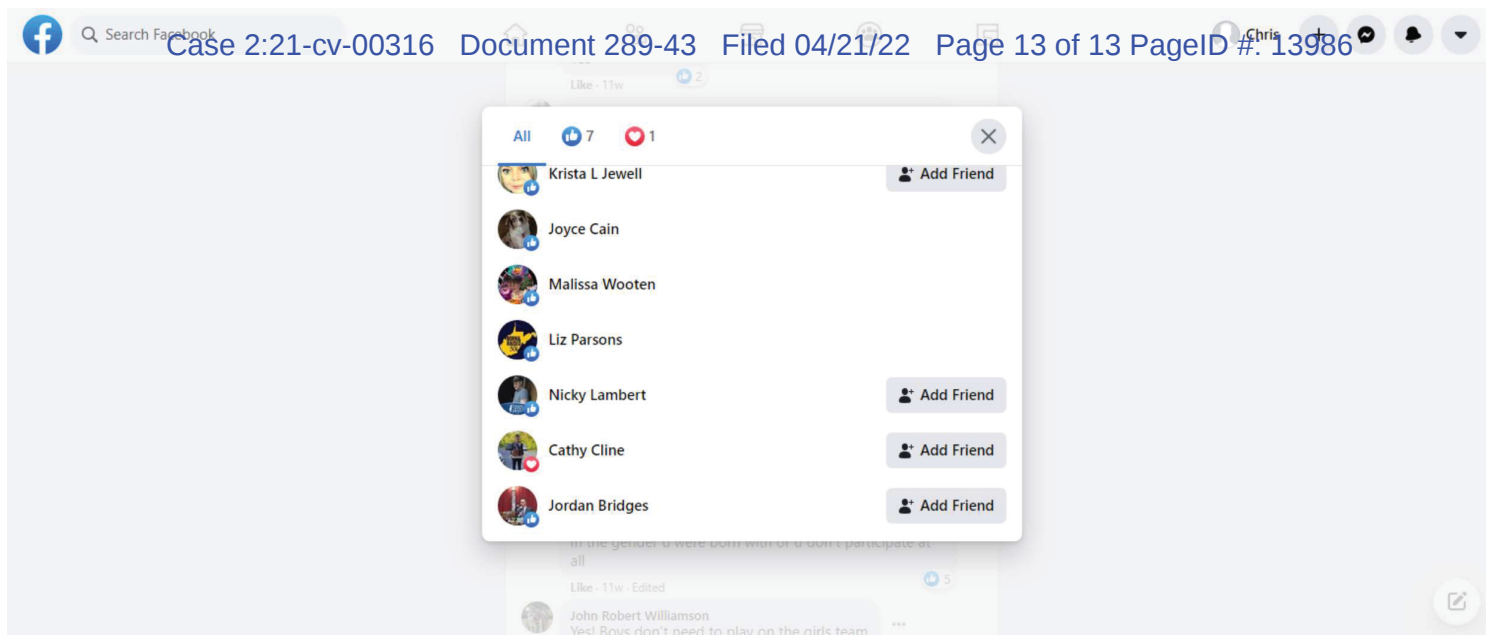 Search Facebook
Case 2:21-cv-00316 Document 289-43 Filed 04/21/22 Page 13 of 13 PageID #: 13986
Chris
Like · 11w
2
All 7 1
Krista L Jewell Add Friend
Joyce Cain
Malissa Wooten
Liz Parsons
Nicky Lambert Add Friend
Cathy Cline Add Friend
Jordan Bridges Add Friend
in the gender u were born with or u don't participate at
all
5
Like · 11w · Edited
John Robert Williamson
Yes! Boys don't need to play on the girls team